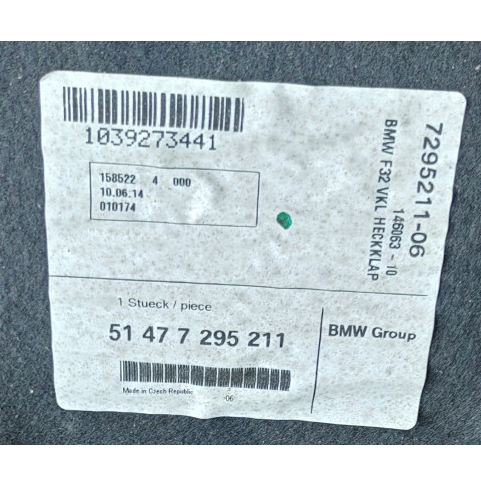 1039273441
158522 4 000
10.06.14
010174
7295211-06
146063 - 10
BMW F32 VKL HECKKLAP
1 Stueck / piece
51 47 7 295 211
BMW Group
Made in Czech Republic
-06